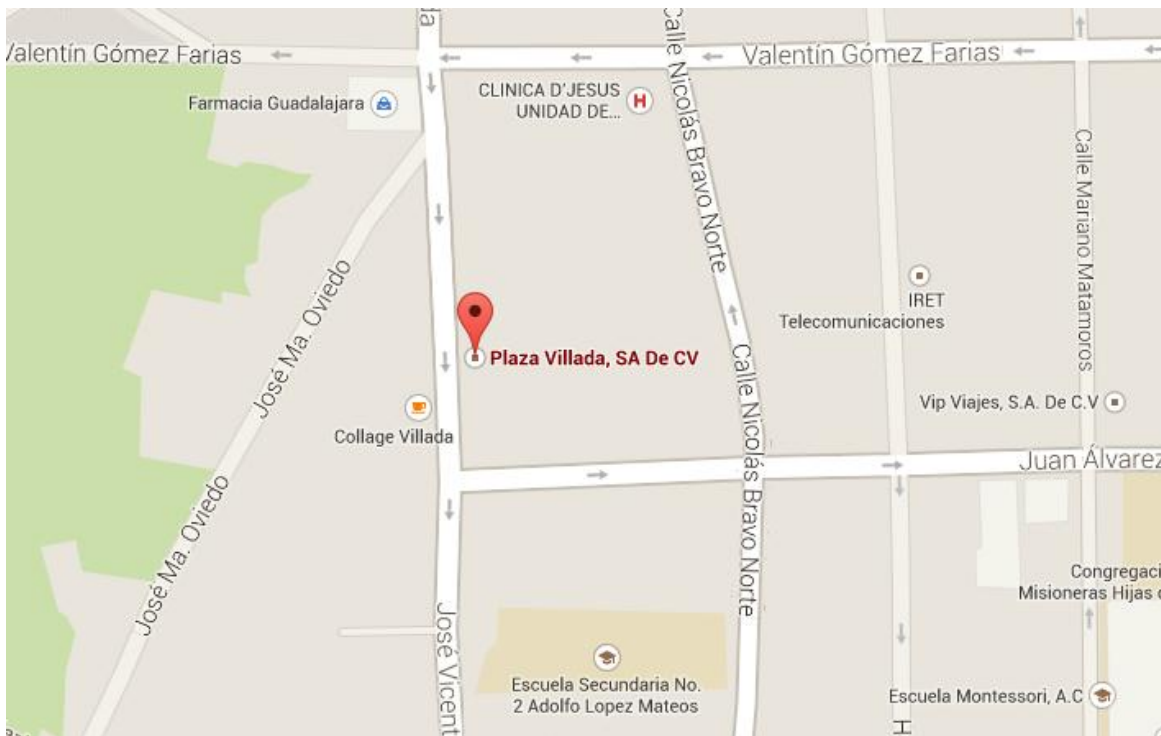 da
Valentín Gómez Farias
Valentín Gómez Farias
Calle Nicolás Bravo Norte
Farmacia Guadalajara
CLINICA D'JESUS
UNIDAD DE...
H
Calle Mariano Matamoros
José Ma. Oviedo
IRET
Telecomunicaciones
Plaza Villada, SA De CV
Calle Nicolás Bravo Norte
Collage Villada
Vip Viajes, S.A. De C.V
Juan Álvarez
José Ma. Oviedo
Congregaci
Misioneras Hijas d
José Vicent
Escuela Secundaria No.
2 Adolfo Lopez Mateos
Escuela Montessori, A.C
H